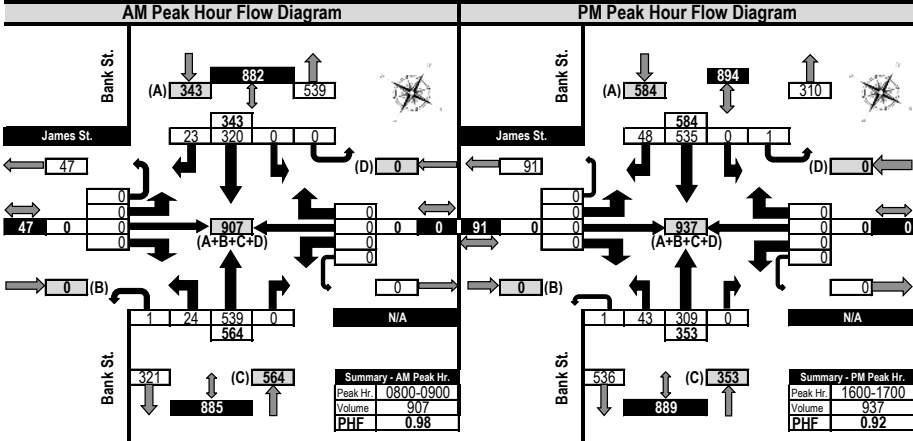 AM Peak Hour Flow Diagram
Bank St.
882
(A) 343
539
343
23 320 0 0
James St.
47
(D) 0
0
0
0
0
47 0
907
(A+B+C+D)
0
0
0
0
0 0
0 (B)
0
1 24 539 0
564
N/A
Bank St.
321
(C) 564
885
Summary - AM Peak Hr.
Peak Hr. 0800-0900
Volume 907
PHF 0.98
PM Peak Hour Flow Diagram
Bank St.
894
(A) 584
310
584
48 535 0 1
James St.
91
(D) 0
0
0
0
0
91 0
937
(A+B+C+D)
0
0
0
0
0 0
0 (B)
0
1 43 309 0
353
N/A
Bank St.
536
(C) 353
889
Summary - PM Peak Hr.
Peak Hr. 1600-1700
Volume 937
PHF 0.92